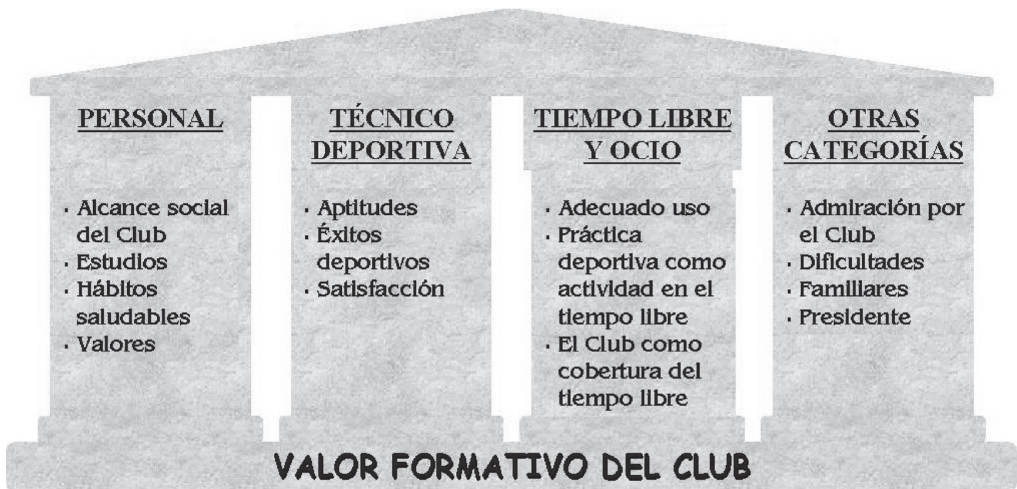 PERSONAL
· Alcance social
del Club
· Estudios
· Hábitos
saludables
· Valores
TÉCNICO
DEPORTIVA
· Aptitudes
· Éxitos
deportivos
· Satisfacción
TIEMPO LIBRE
Y OCIO
· Adecuado uso
· Práctica
deportiva como
actividad en el
tiempo libre
· El Club como
cobertura del
tiempo libre
OTRAS
CATEGORÍAS
· Admiración por
el Club
· Dificultades
· Familiares
· Presidente
VALOR FORMATIVO DEL CLUB